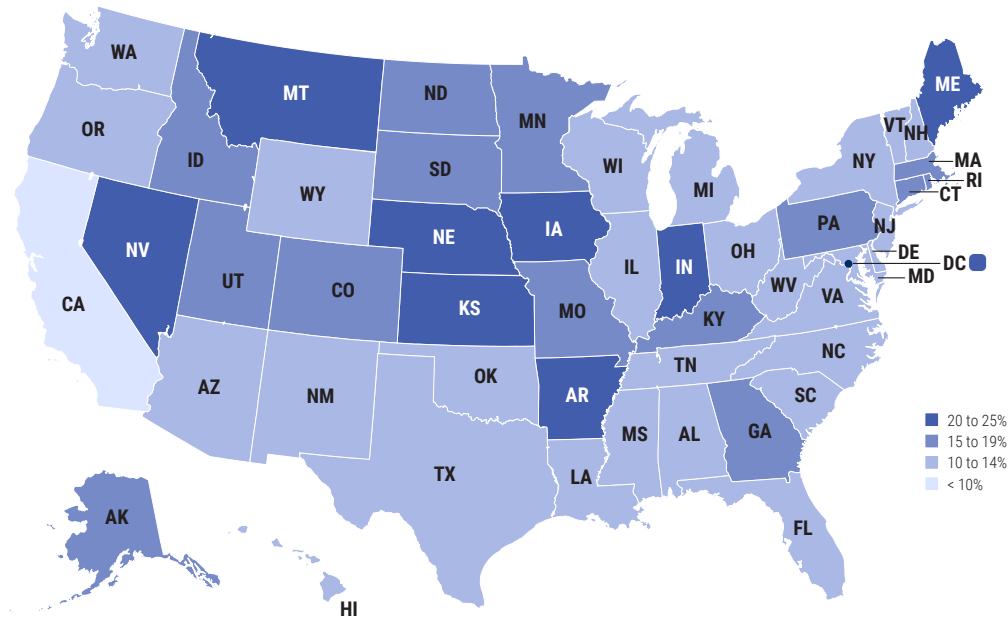 WA
OR
ID
MT
ND
MN
SD
WY
WI
MI
ME
VT
NH
NY
MA
RI
CT
PA
NJ
NV
CA
UT
CO
NE
KS
IA
MO
IL
IN
OH
DE
DC
MD
WV
VA
KY
AZ
NM
OK
AR
TN
NC
SC
TX
LA
MS
AL
GA
FL
AK
HI
20 to 25%
15 to 19%
10 to 14%
< 10%